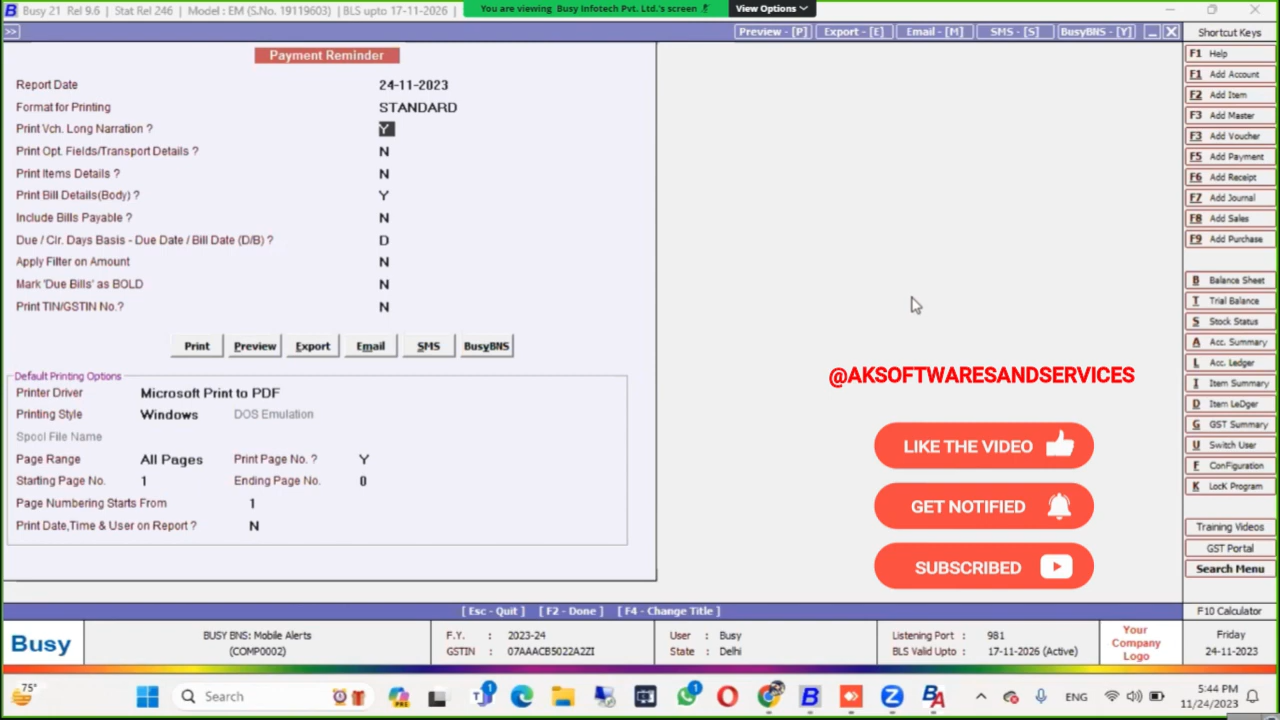 Busy 21 Rel 9.6 | Stat Rel 246 | Model : EM (S.No. 19119603) | BLS upto 17-11-2026 |
You are viewing Busy Infotech Pvt. Ltd.'s screen
View Options
>>
Preview - [P]
Export - [E]
Email - [M]
SMS - [S]
BusyBNS - [Y]
Shortcut Keys
Payment Reminder
Report Date 24-11-2023
Format for Printing STANDARD
Print Vch. Long Narration ? Y
Print Opt. Fields/Transport Details ? N
Print Items Details ? N
Print Bill Details(Body) ? Y
Include Bills Payable ? N
Due / Clr. Days Basis - Due Date / Bill Date (D/B) ? D
Apply Filter on Amount N
Mark 'Due Bills' as BOLD N
Print TIN/GSTIN No.? N
Print Preview Export Email SMS BusyBNS
Default Printing Options
Printer Driver Microsoft Print to PDF
Printing Style Windows DOS Emulation
Spool File Name
Page Range All Pages Print Page No. ? Y
Starting Page No. 1 Ending Page No. 0
Page Numbering Starts From 1
Print Date,Time & User on Report ? N
@AKSOFTWARESANDSERVICES
LIKE THE VIDEO
GET NOTIFIED
SUBSCRIBED
F1 Help
F1 Add Account
F2 Add Item
F3 Add Master
F3 Add Voucher
F5 Add Payment
F6 Add Receipt
F7 Add Journal
F8 Add Sales
F9 Add Purchase
B Balance Sheet
T Trial Balance
S Stock Status
A Acc. Summary
L Acc. Ledger
I Item Summary
D Item LeDger
G GST Summary
U Switch User
F ConFiguration
K LocK Program
Training Videos
GST Portal
Search Menu
[ Esc - Quit ] [ F2 - Done ] [ F4 - Change Title ]
F10 Calculator
Busy
BUSY BNS: Mobile Alerts
(COMP0002)
F.Y. : 2023-24
GSTIN : 07AAACB5022A2ZI
User : Busy
State : Delhi
Listening Port : 981
BLS Valid Upto : 17-11-2026 (Active)
Your
Company
Logo
Friday
24-11-2023
75°
Search
ENG
5:44 PM
11/24/2023